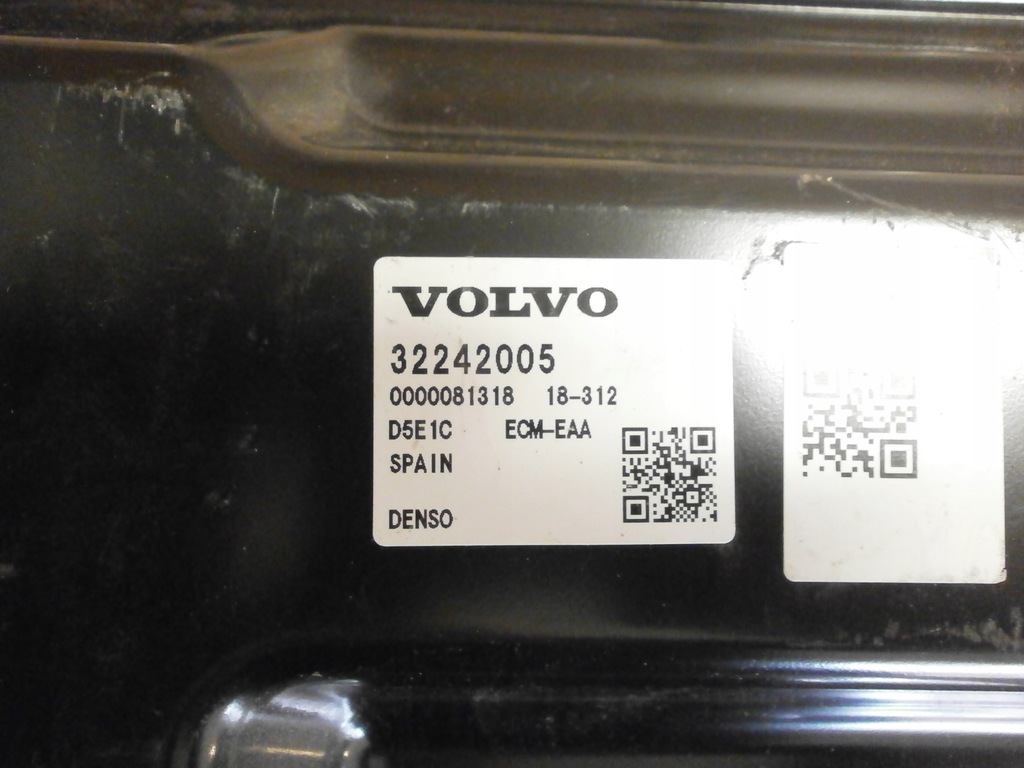 VOLVO
32242005
0000081318 18-312
D5E1C ECM-EAA
SPAIN
DENSO